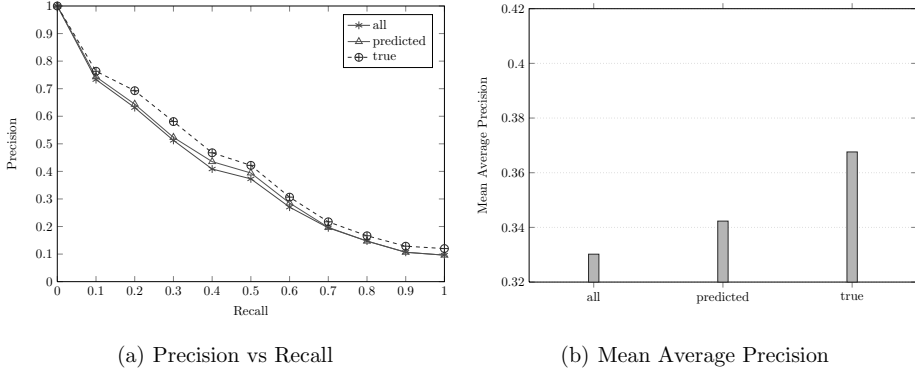 1
0.9
0.8
0.7
0.6
0.5
0.4
0.3
0.2
0.1
0
Precision
0 0.1 0.2 0.3 0.4 0.5 0.6 0.7 0.8 0.9 1
Recall
all
predicted
true
(a) Precision vs Recall
0.42
0.4
0.38
0.36
0.34
0.32
Mean Average Precision
all predicted true
(b) Mean Average Precision